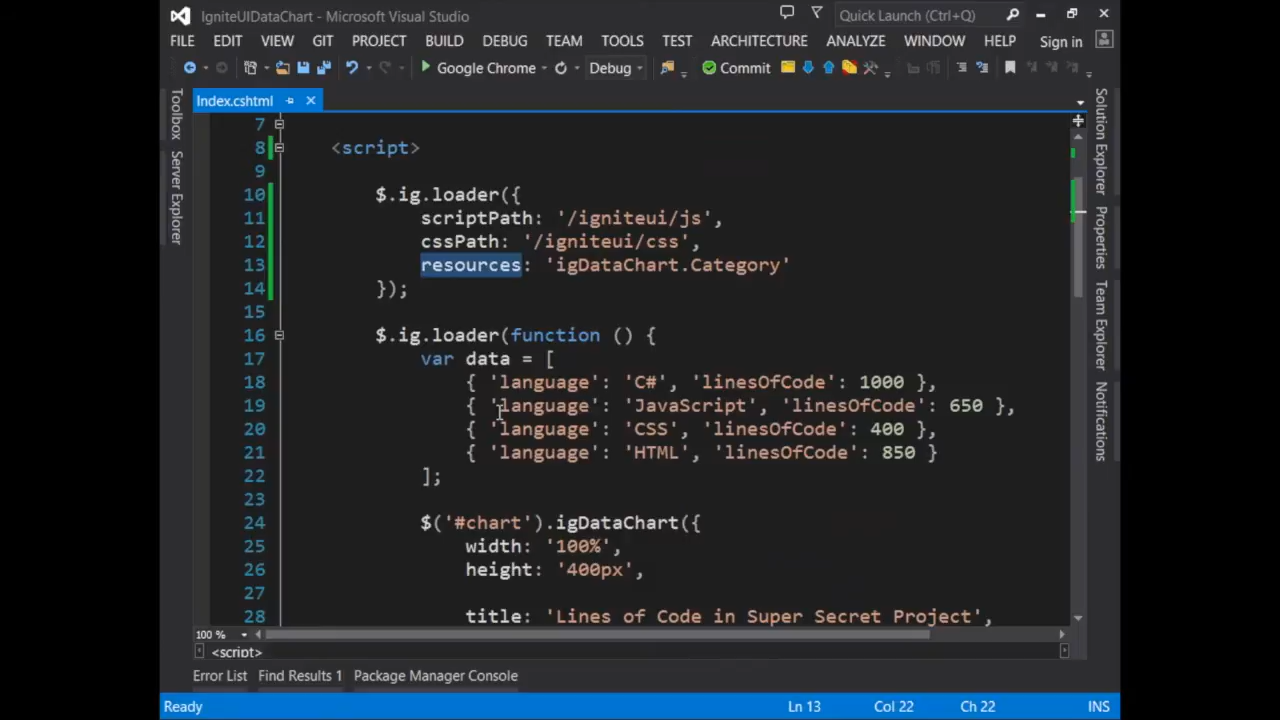 IgniteUIDataChart - Microsoft Visual Studio
Quick Launch (Ctrl+Q)
FILE EDIT VIEW GIT PROJECT BUILD DEBUG TEAM TOOLS TEST ARCHITECTURE ANALYZE WINDOW HELP Sign in
Google Chrome Debug Commit
Index.cshtml
Toolbox
Server Explorer
7
8 <script>
9
10 $.ig.loader({
11 scriptPath: '/igniteui/js',
12 cssPath: '/igniteui/css',
13 resources: 'igDataChart.Category'
14 });
15
16 $.ig.loader(function () {
17 var data = [
18 { 'language': 'C#', 'linesOfCode': 1000 },
19 { 'language': 'JavaScript', 'linesOfCode': 650 },
20 { 'language': 'CSS', 'linesOfCode': 400 },
21 { 'language': 'HTML', 'linesOfCode': 850 }
22 ];
23
24 $('#chart').igDataChart({
25 width: '100%',
26 height: '400px',
27
28 title: 'Lines of Code in Super Secret Project',
Solution Explorer
Properties
Team Explorer
Notifications
100 %
<script>
Error List Find Results 1 Package Manager Console
Ready Ln 13 Col 22 Ch 22 INS